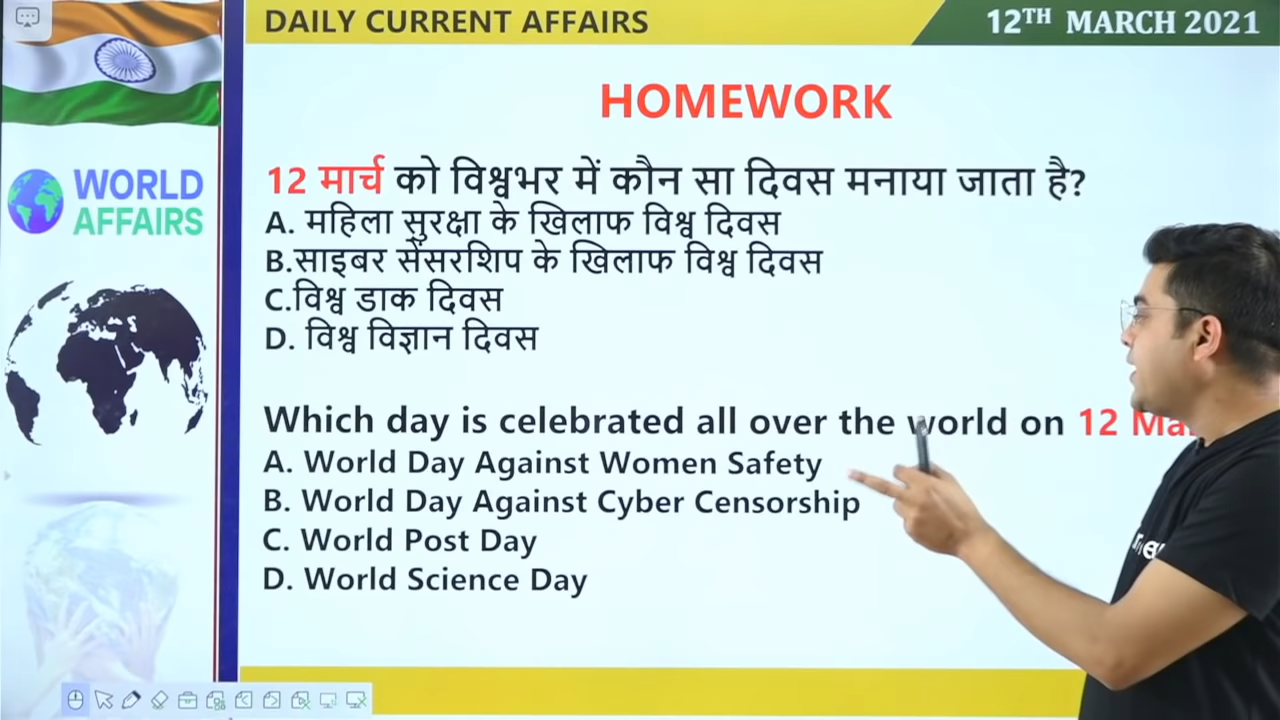 DAILY CURRENT AFFAIRS
12TH MARCH 2021
WORLD
AFFAIRS
HOMEWORK
12 मार्च को विश्वभर में कौन सा दिवस मनाया जाता है?
A. महिला सुरक्षा के खिलाफ विश्व दिवस
B.साइबर सेंसरशिप के खिलाफ विश्व दिवस
C.विश्व डाक दिवस
D. विश्व विज्ञान दिवस
Which day is celebrated all over the world on 12
A. World Day Against Women Safety
B. World Day Against Cyber Censorship
C. World Post Day
D. World Science Day